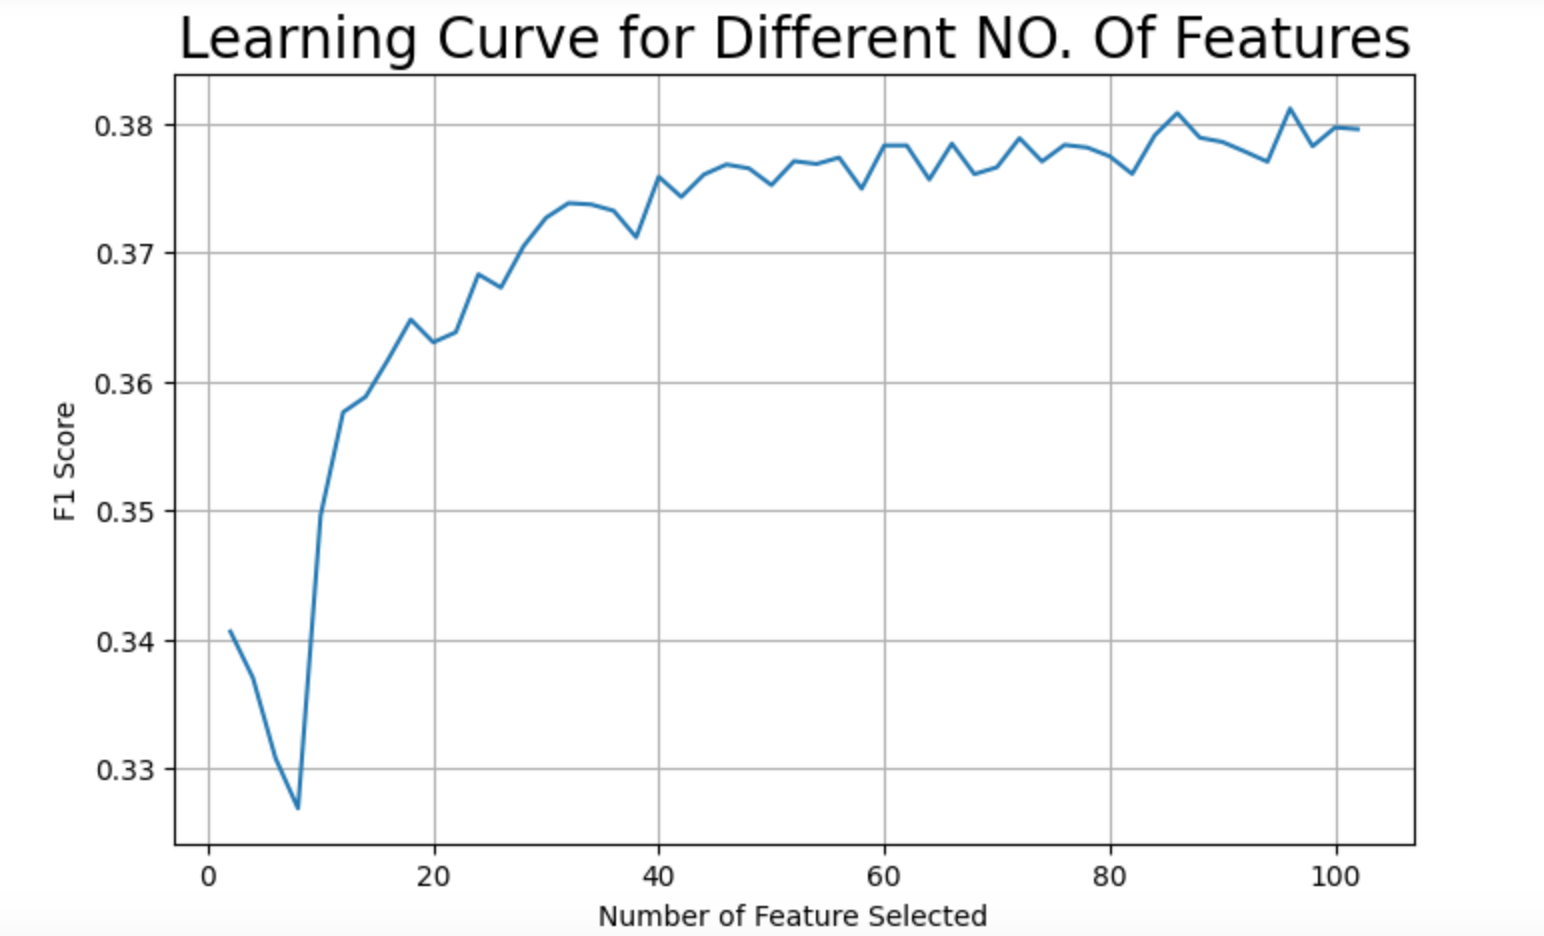 Learning Curve for Different NO. Of Features
0.38
0.37
0.36
0.35
0.34
0.33
F1 Score
0 20 40 60 80 100
Number of Feature Selected